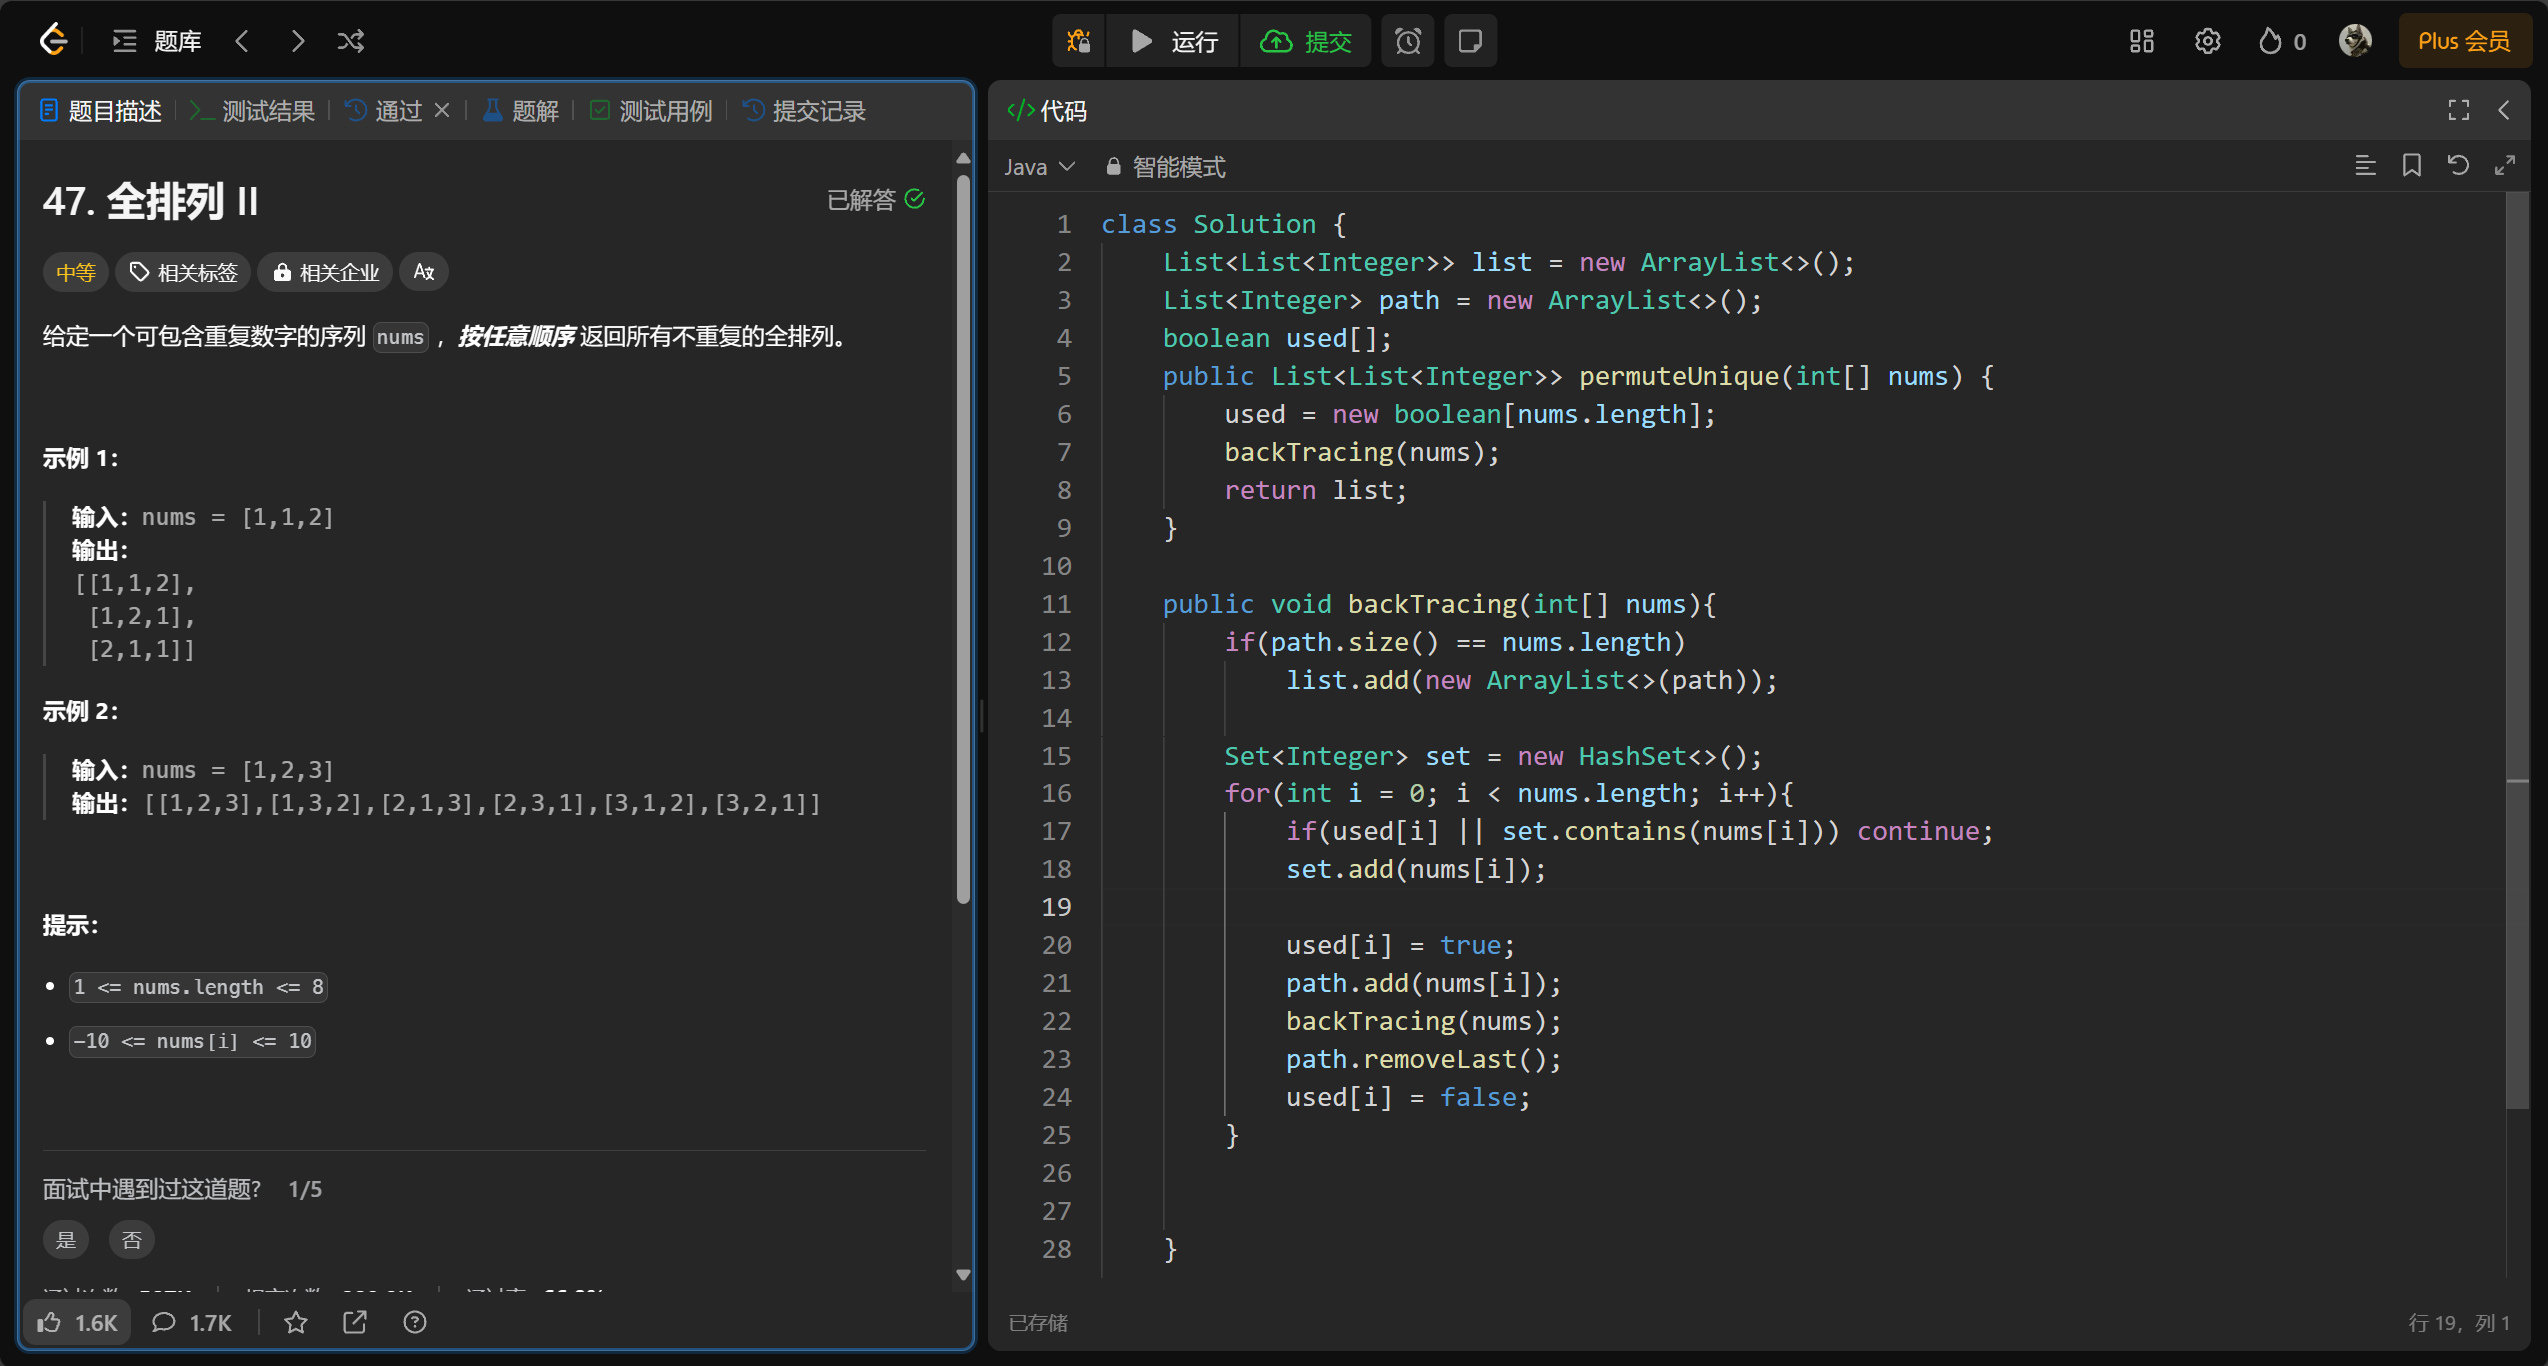 题库
运行
提交
0
Plus 会员
题目描述
测试结果
通过
题解
测试用例
提交记录
47. 全排列 II
已解答
中等
相关标签
相关企业
给定一个可包含重复数字的序列 nums ，按任意顺序 返回所有不重复的全排列。
示例 1：
输入：nums = [1,1,2]
输出：
[[1,1,2],
[1,2,1],
[2,1,1]]
示例 2：
输入：nums = [1,2,3]
输出：[[1,2,3],[1,3,2],[2,1,3],[2,3,1],[3,1,2],[3,2,1]]
提示：
1 <= nums.length <= 8
-10 <= nums[i] <= 10
面试中遇到过这道题? 1/5
是
否
1.6K
1.7K
</> 代码
Java
智能模式
1 class Solution {
2 List<List<Integer>> list = new ArrayList<>();
3 List<Integer> path = new ArrayList<>();
4 boolean used[];
5 public List<List<Integer>> permuteUnique(int[] nums) {
6 used = new boolean[nums.length];
7 backTracing(nums);
8 return list;
9 }
10
11 public void backTracing(int[] nums){
12 if(path.size() == nums.length)
13 list.add(new ArrayList<>(path));
14
15 Set<Integer> set = new HashSet<>();
16 for(int i = 0; i < nums.length; i++){
17 if(used[i] || set.contains(nums[i])) continue;
18 set.add(nums[i]);
19
20 used[i] = true;
21 path.add(nums[i]);
22 backTracing(nums);
23 path.removeLast();
24 used[i] = false;
25 }
26
27
28 }
已存储
行 19，列 1